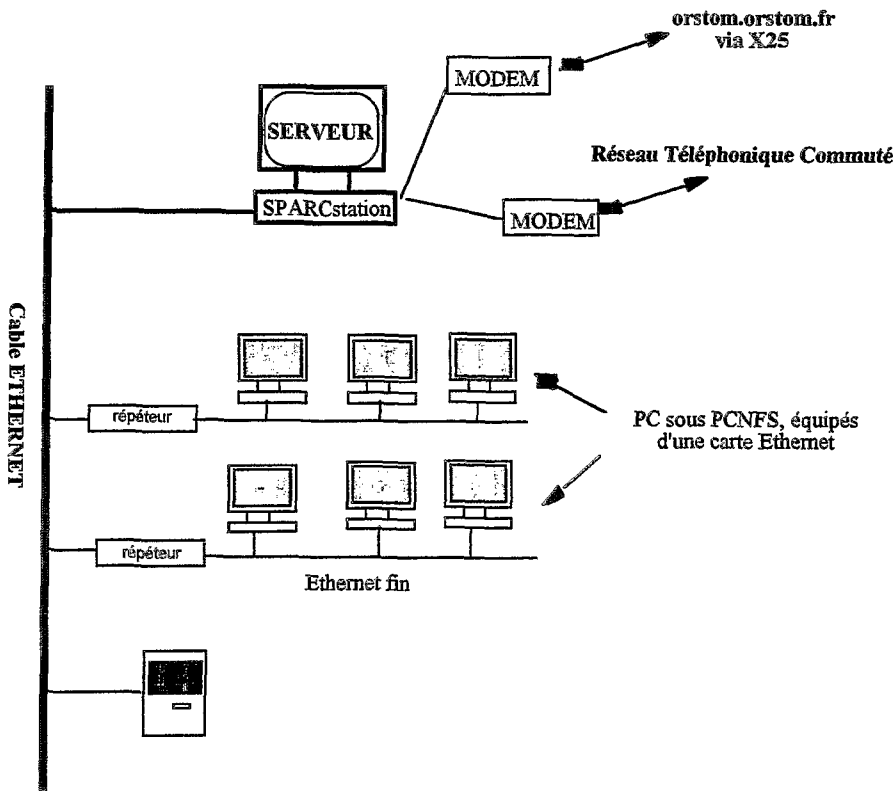 orstom.orstom.fr
via X25
MODEM
SERVEUR
Réseau Téléphonique Commuté
SPARCstation
MODEM
Cable ETHERNET
répéteur
PC sous PCNFS, équipés
d'une carte Ethernet
répéteur
Ethernet fin